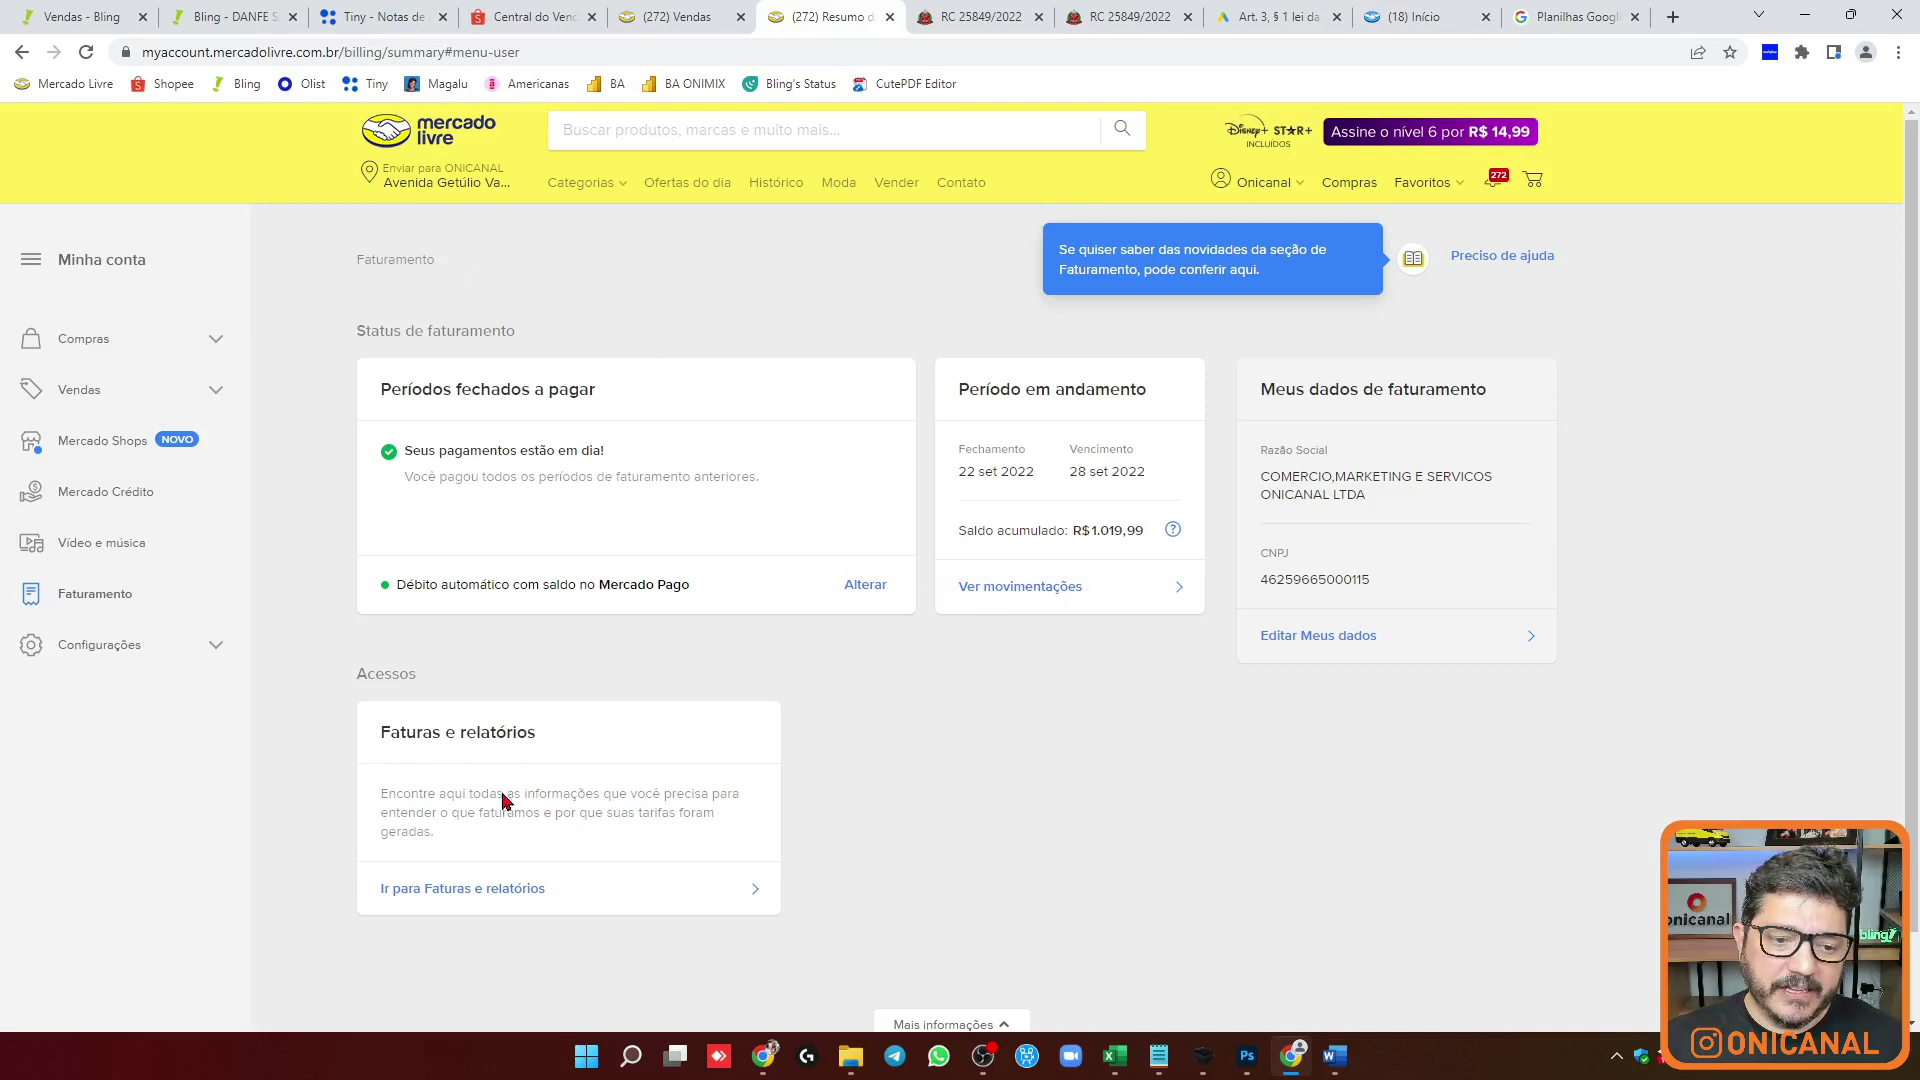 Vendas - Bling
Bling - DANFE S
Tiny - Notas de
Central do Vend
(272) Vendas
(272) Resumo d
RC 25849/2022
RC 25849/2022
Art. 3, § 1 lei da
(18) Início
Planilhas Googl
myaccount.mercadolivre.com.br/billing/summary#menu-user
Mercado Livre
Shopee
Bling
Olist
Tiny
Magalu
Americanas
BA
BA ONIMIX
Bling's Status
CutePDF Editor
mercado
livre
Buscar produtos, marcas e muito mais...
Disney+ STAR+
INCLUÍDOS
Assine o nível 6 por R$ 14,99
Enviar para ONICANAL
Avenida Getúlio Va...
Categorias
Ofertas do dia
Histórico
Moda
Vender
Contato
Onicanal
Compras
Favoritos
272
Minha conta
Compras
Vendas
Mercado Shops NOVO
Mercado Crédito
Vídeo e música
Faturamento
Configurações
Faturamento
Se quiser saber das novidades da seção de
Faturamento, pode conferir aqui.
Preciso de ajuda
Status de faturamento
Períodos fechados a pagar
Seus pagamentos estão em dia!
Você pagou todos os períodos de faturamento anteriores.
Débito automático com saldo no Mercado Pago
Alterar
Período em andamento
Fechamento
Vencimento
22 set 2022
28 set 2022
Saldo acumulado: R$1.019,99
Ver movimentações
Meus dados de faturamento
Razão Social
COMERCIO,MARKETING E SERVICOS
ONICANAL LTDA
CNPJ
46259665000115
Editar Meus dados
Acessos
Faturas e relatórios
Encontre aqui todas as informações que você precisa para
entender o que faturamos e por que suas tarifas foram
geradas.
Ir para Faturas e relatórios
Mais informações
onicanal
bling!
ONICANAL